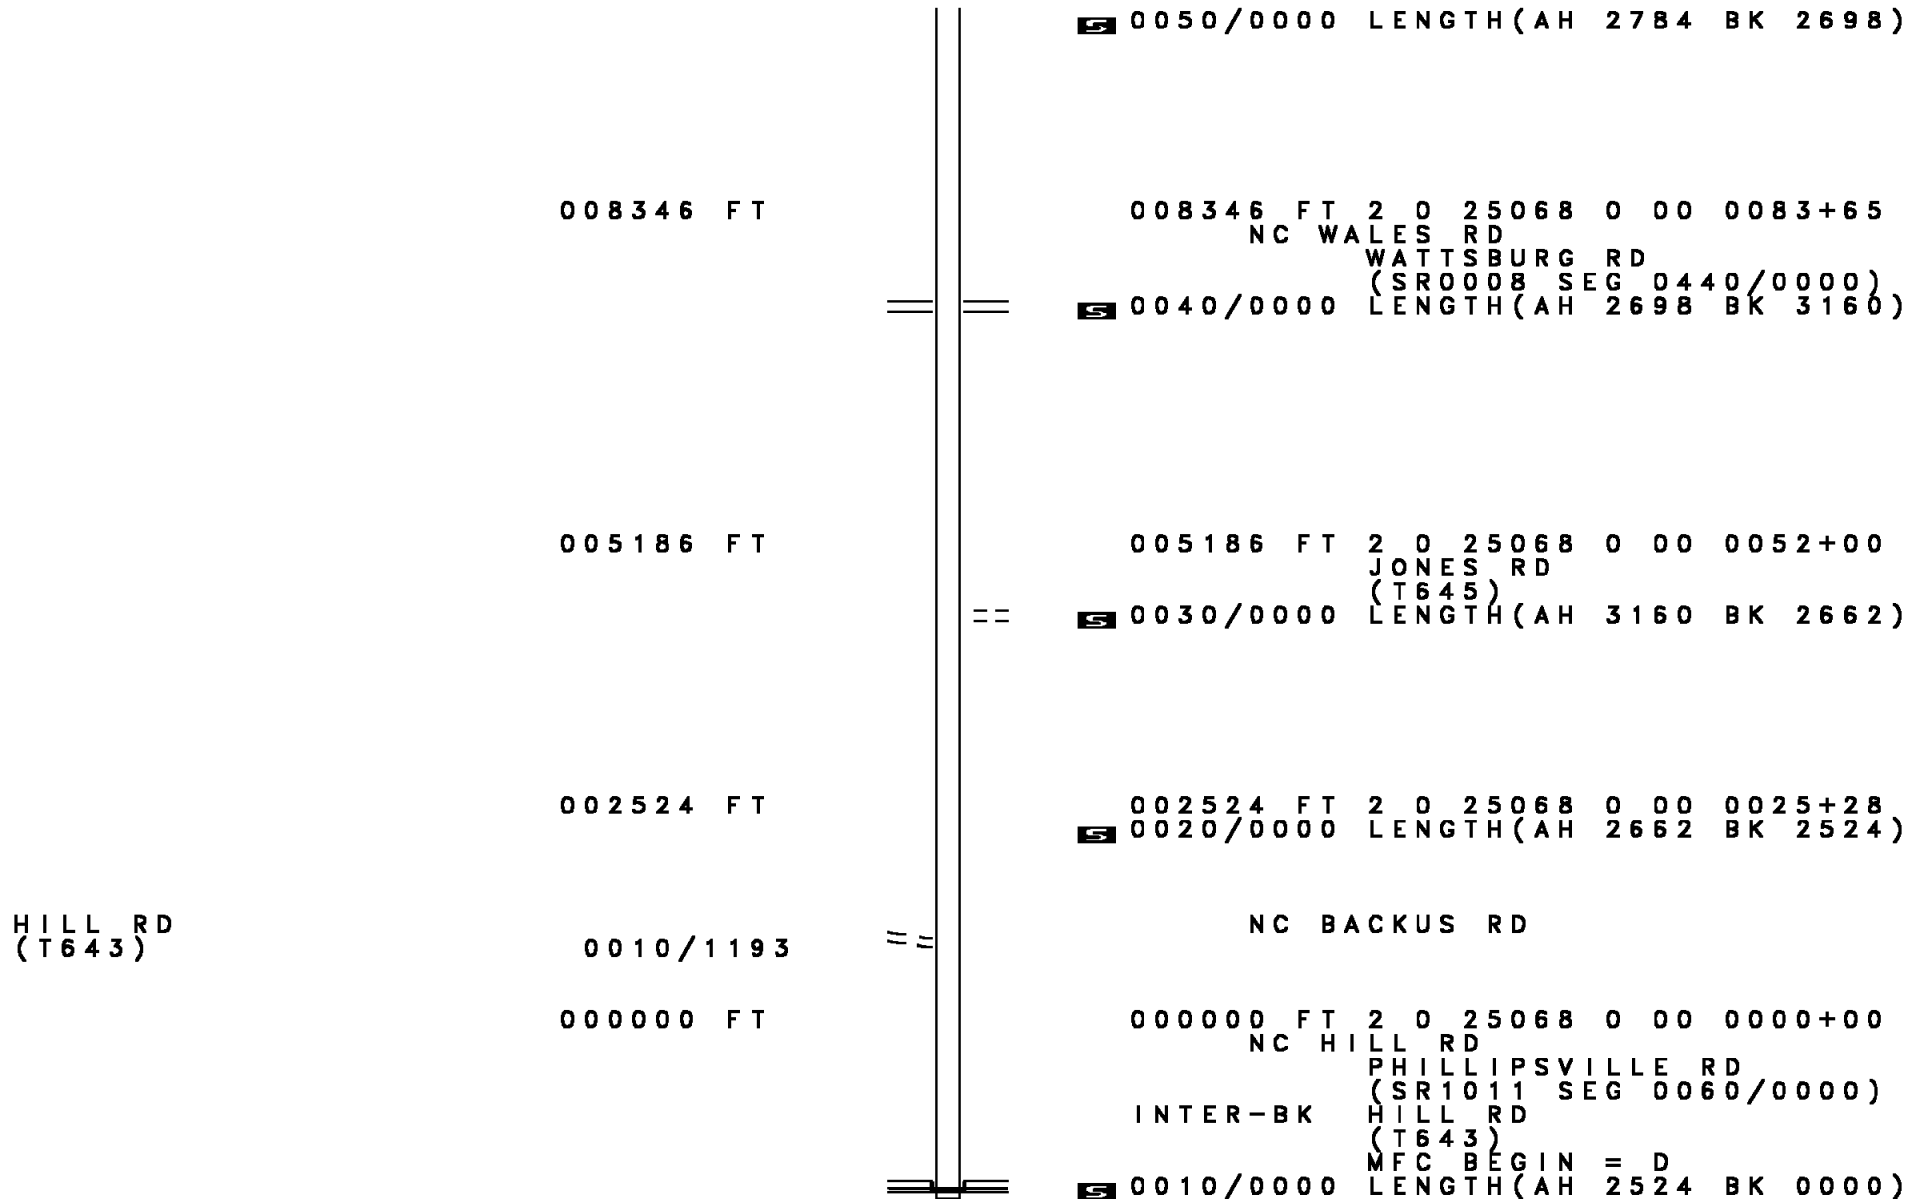 S 0050/0000 LENGTH(AH 2784 BK 2698)
008346 FT 008346 FT 2 0 25068 0 00 0083+65
NC WALES RD
WATTSBURG RD
(SR0008 SEG 0440/0000)
S 0040/0000 LENGTH(AH 2698 BK 3160)
005186 FT 005186 FT 2 0 25068 0 00 0052+00
JONES RD
(T645)
S 0030/0000 LENGTH(AH 3160 BK 2662)
002524 FT 002524 FT 2 0 25068 0 00 0025+28
S 0020/0000 LENGTH(AH 2662 BK 2524)
HILL RD NC BACKUS RD
(T643) 0010/1193
000000 FT 000000 FT 2 0 25068 0 00 0000+00
NC HILL RD
PHILLIPSVILLE RD
(SR1011 SEG 0060/0000)
INTER-BK HILL RD
(T643)
MFC BEGIN = D
S 0010/0000 LENGTH(AH 2524 BK 0000)